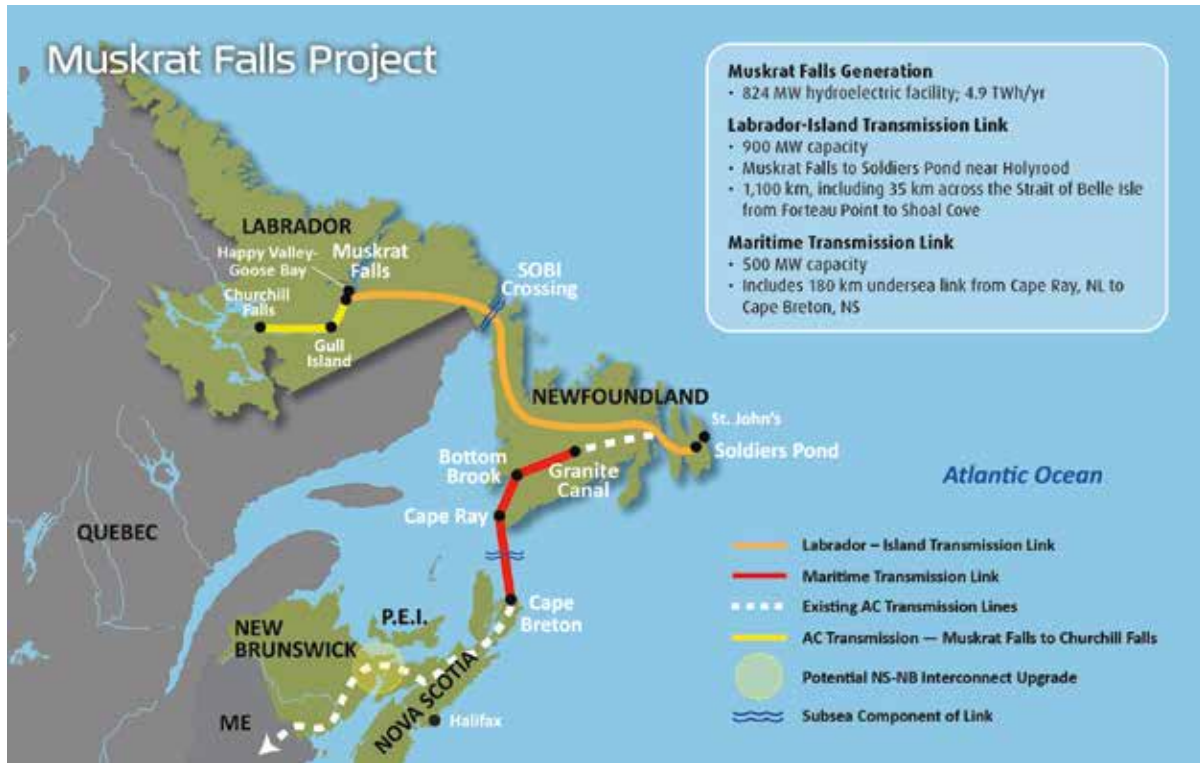 Muskrat Falls Project
Muskrat Falls Generation
• 824 MW hydroelectric facility; 4.9 TWh/yr
Labrador-Island Transmission Link
• 900 MW capacity
• Muskrat Falls to Soldiers Pond near Holyrood
• 1,100 km, including 35 km across the Strait of Belle Isle
from Forteau Point to Shoal Cove
Maritime Transmission Link
• 500 MW capacity
• Includes 180 km undersea link from Cape Ray, NL to
Cape Breton, NS
LABRADOR
Happy Valley-
Goose Bay
Muskrat
Falls
Churchill
Falls
Gull
Island
SOBI
Crossing
NEWFOUNDLAND
St. John's
Soldiers Pond
Bottom
Brook
Granite
Canal
Cape Ray
Atlantic Ocean
QUEBEC
Cape
Breton
P.E.I.
NEW
BRUNSWICK
NOVA SCOTIA
ME
Halifax
Labrador – Island Transmission Link
Maritime Transmission Link
Existing AC Transmission Lines
AC Transmission — Muskrat Falls to Churchill Falls
Potential NS-NB Interconnect Upgrade
Subsea Component of Link